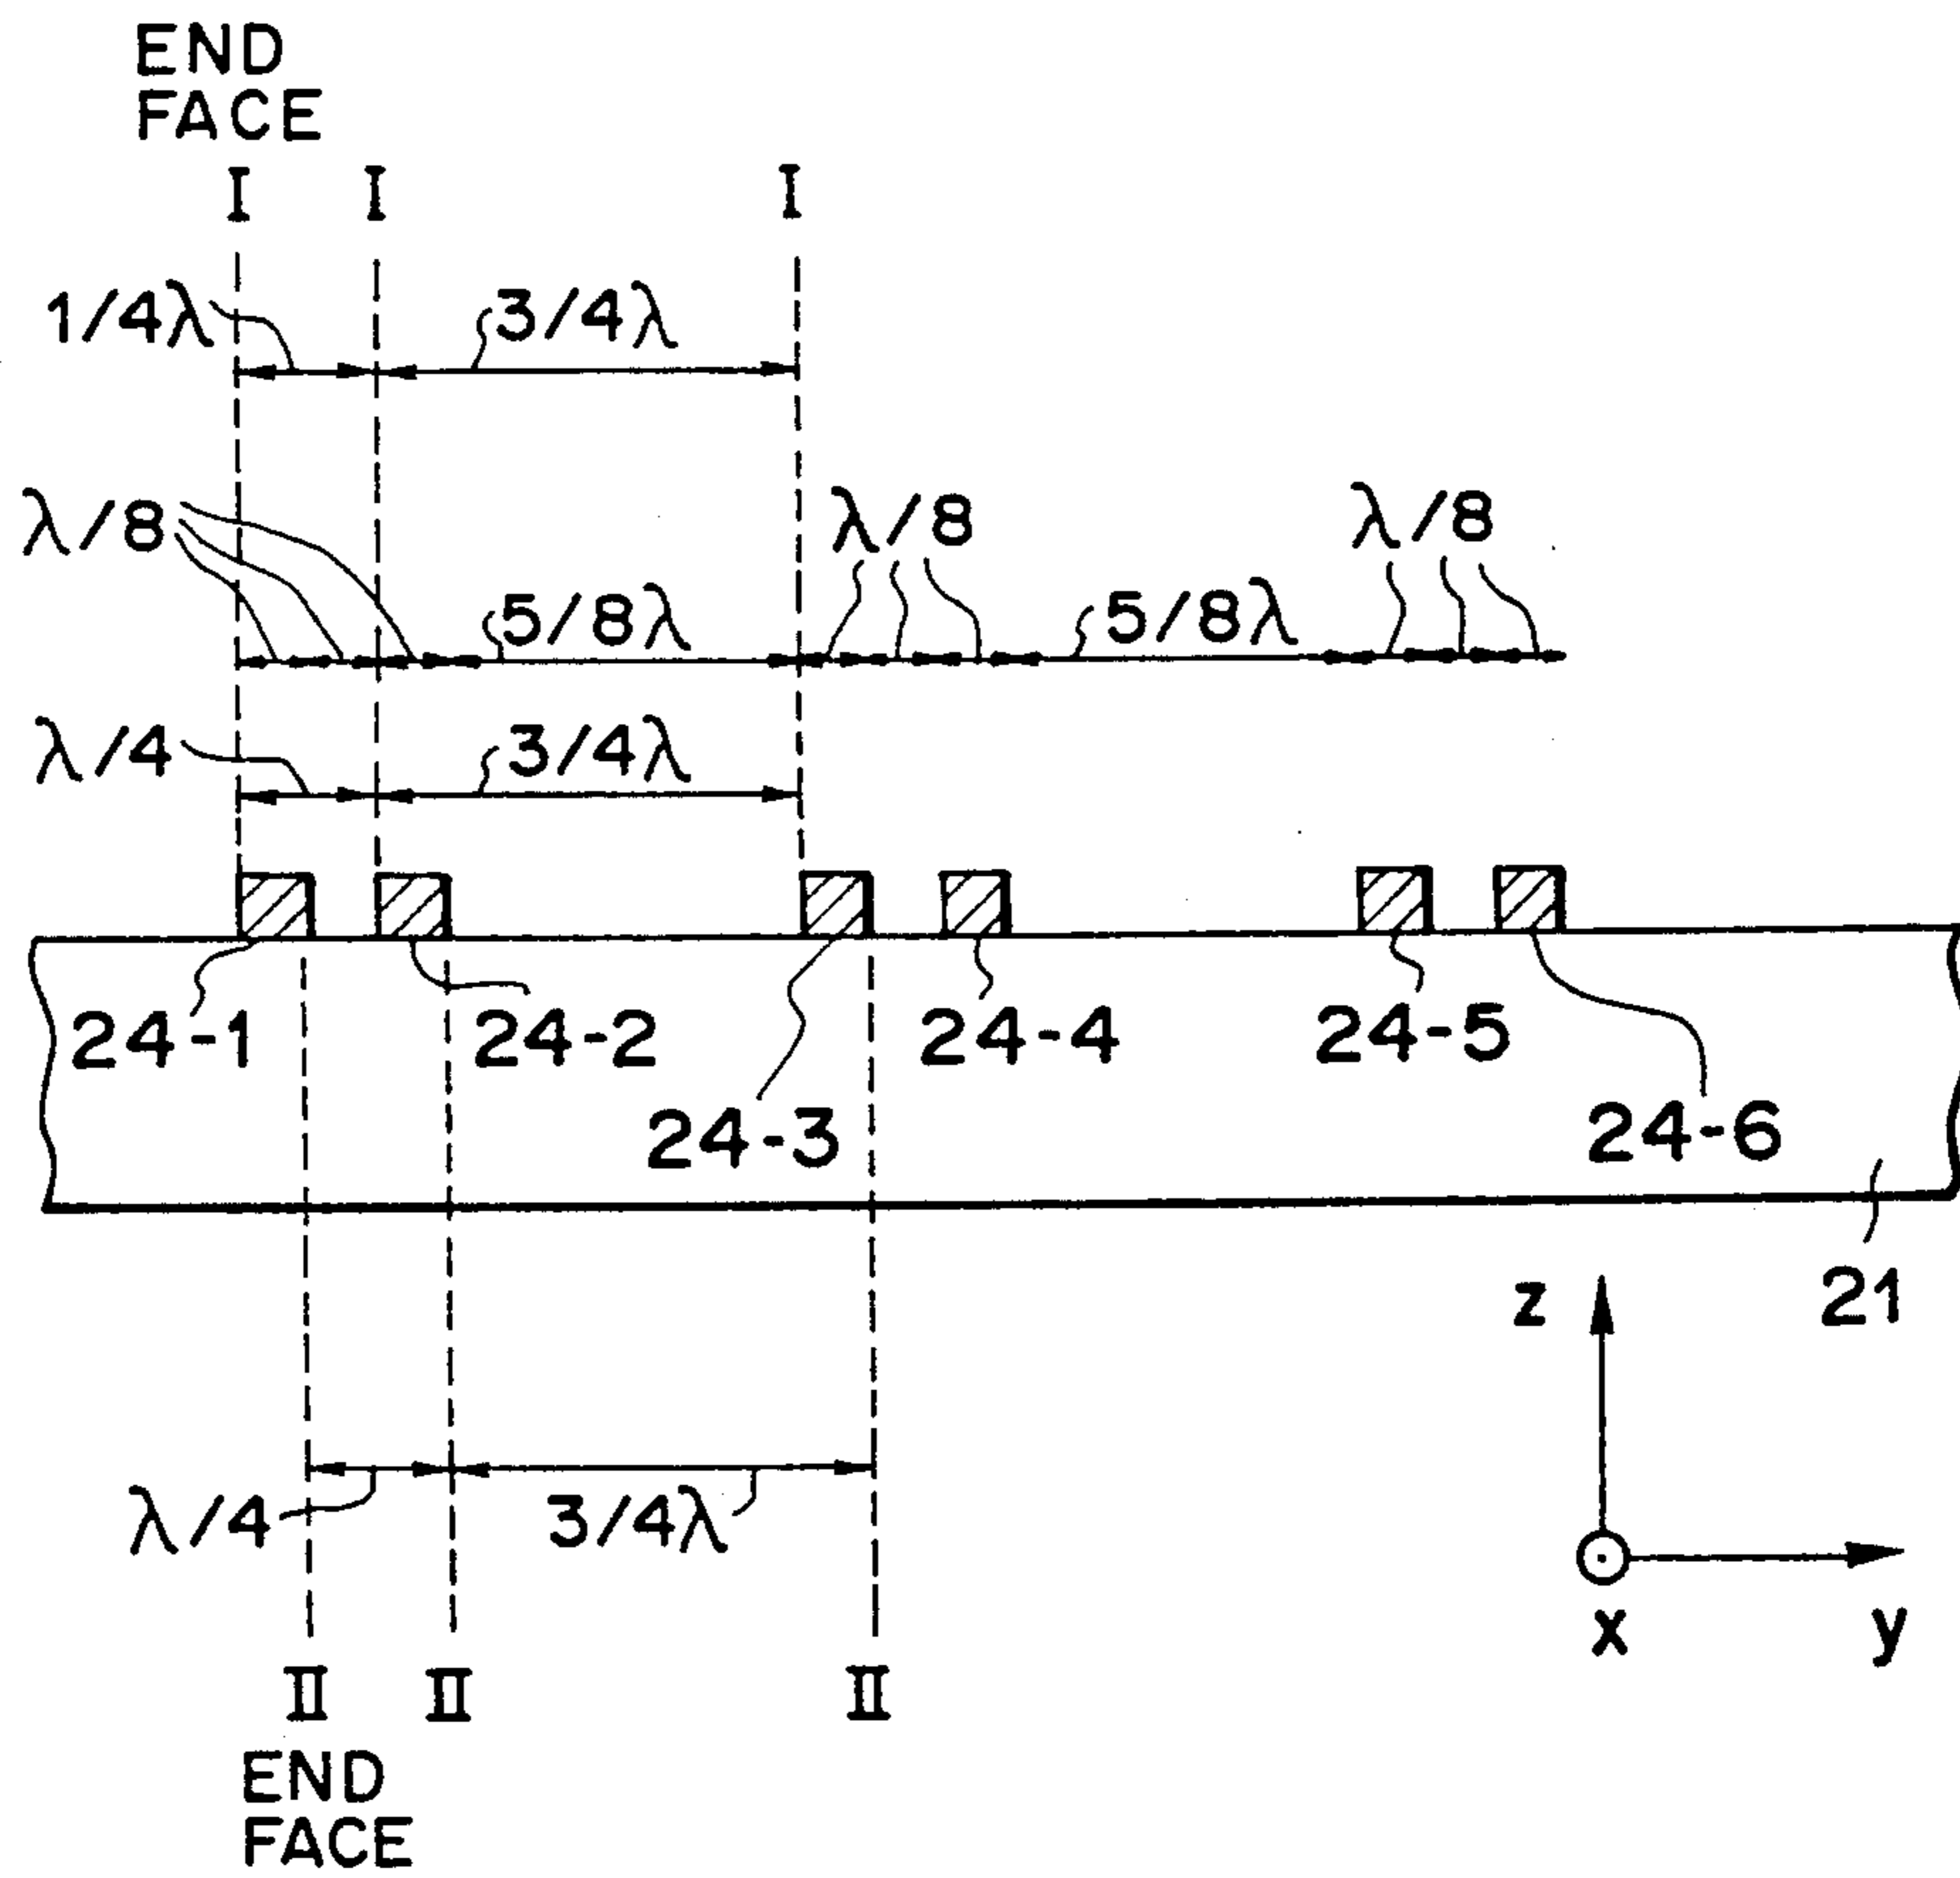 END
FACE
I I I
1/4λ 3/4λ
λ/8 λ/8 λ/8
5/8λ 5/8λ
λ/4 3/4λ
24-1 24-2 24-4 24-5
24-3 24-6
21
z
λ/4 3/4λ
x y
II II II
END
FACE